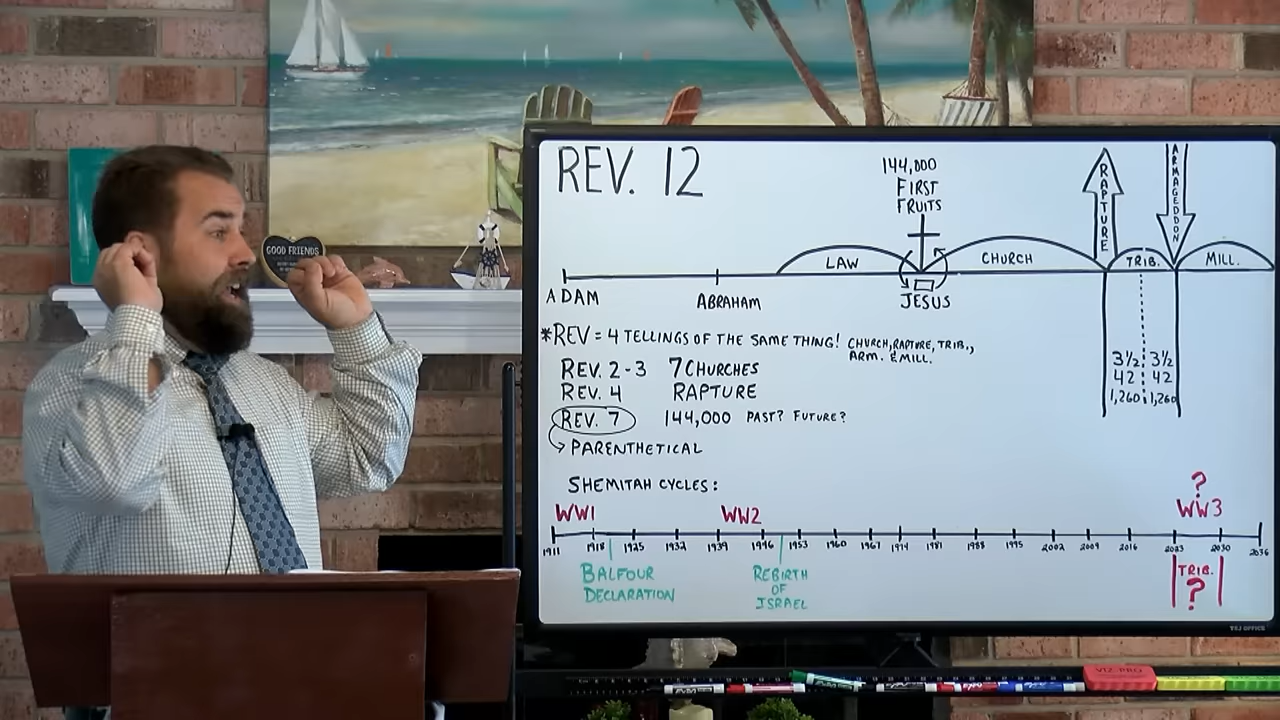 GOOD FRIENDS
REV. 12
144,000
FIRST
FRUITS
RAPTURE
ARMAGEDDON
LAW
CHURCH
TRIB.
MILL.
ADAM
ABRAHAM
JESUS
*REV = 4 TELLINGS OF THE SAME THING! CHURCH, RAPTURE, TRIB.,
ARM. & MILL.
REV. 2-3 7 CHURCHES
REV. 4 RAPTURE
REV. 7 144,000 PAST? FUTURE?
PARENTHETICAL
3½ 3½
42 42
1,260 1,260
SHEMITAH CYCLES:
WW1
WW2
?
WW3
1911 1918 1925 1932 1939 1946 1953 1960 1967 1974 1981 1988 1995 2002 2009 2016 2023 2030 2036
BALFOUR
DECLARATION
REBIRTH
OF
ISRAEL
TRIB.
?
VIZ-PRO